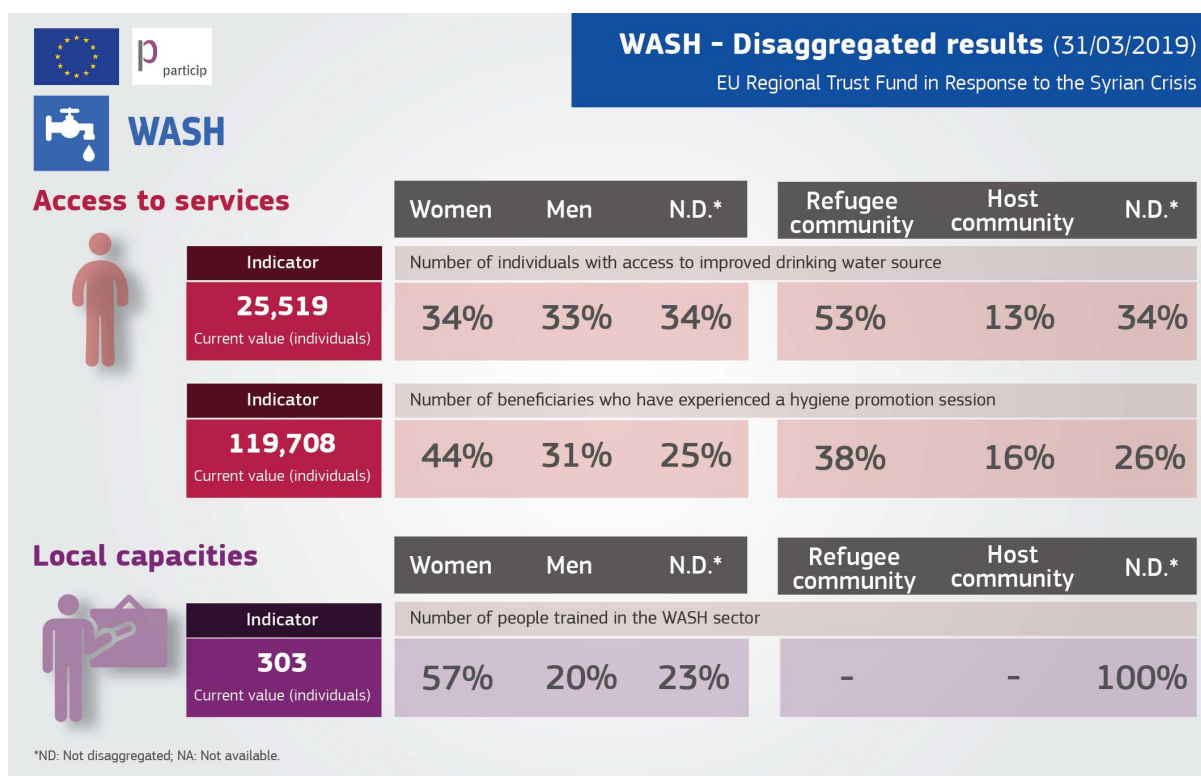 p
particip
WASH - Disaggregated results (31/03/2019)
EU Regional Trust Fund in Response to the Syrian Crisis
WASH
Access to services
Women Men N.D.* Refugee community Host community N.D.*
Indicator Number of individuals with access to improved drinking water source
25,519 34% 33% 34% 53% 13% 34%
Current value (individuals)
Indicator Number of beneficiaries who have experienced a hygiene promotion session
119,708 44% 31% 25% 38% 16% 26%
Current value (individuals)
Local capacities
Women Men N.D.* Refugee community Host community N.D.*
Indicator Number of people trained in the WASH sector
303 57% 20% 23% - - 100%
Current value (individuals)
*ND: Not disaggregated; NA: Not available.